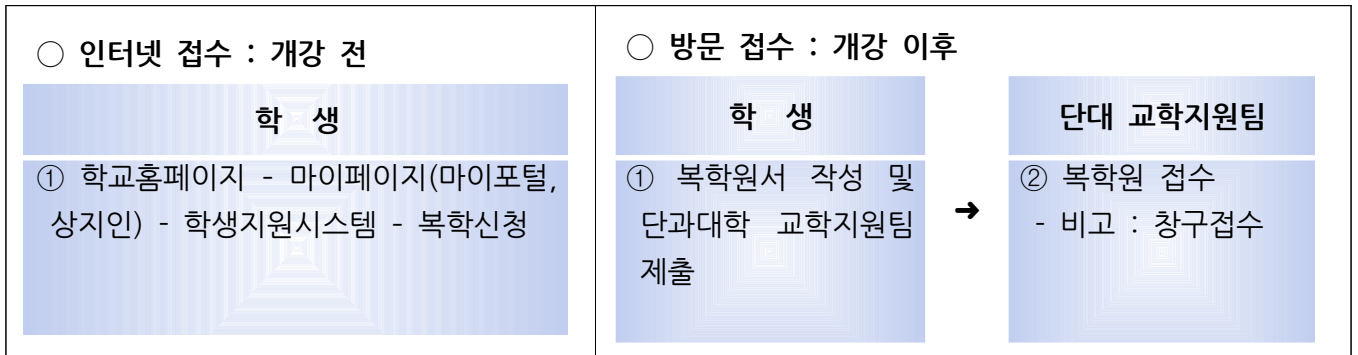 ○ 인터넷 접수 : 개강 전
학 생
① 학교홈페이지 - 마이페이지(마이포털,
상지인) - 학생지원시스템 - 복학신청
○ 방문 접수 : 개강 이후
학 생
① 복학원서 작성 및
단과대학 교학지원팀
제출
➜
단대 교학지원팀
② 복학원 접수
- 비고 : 창구접수